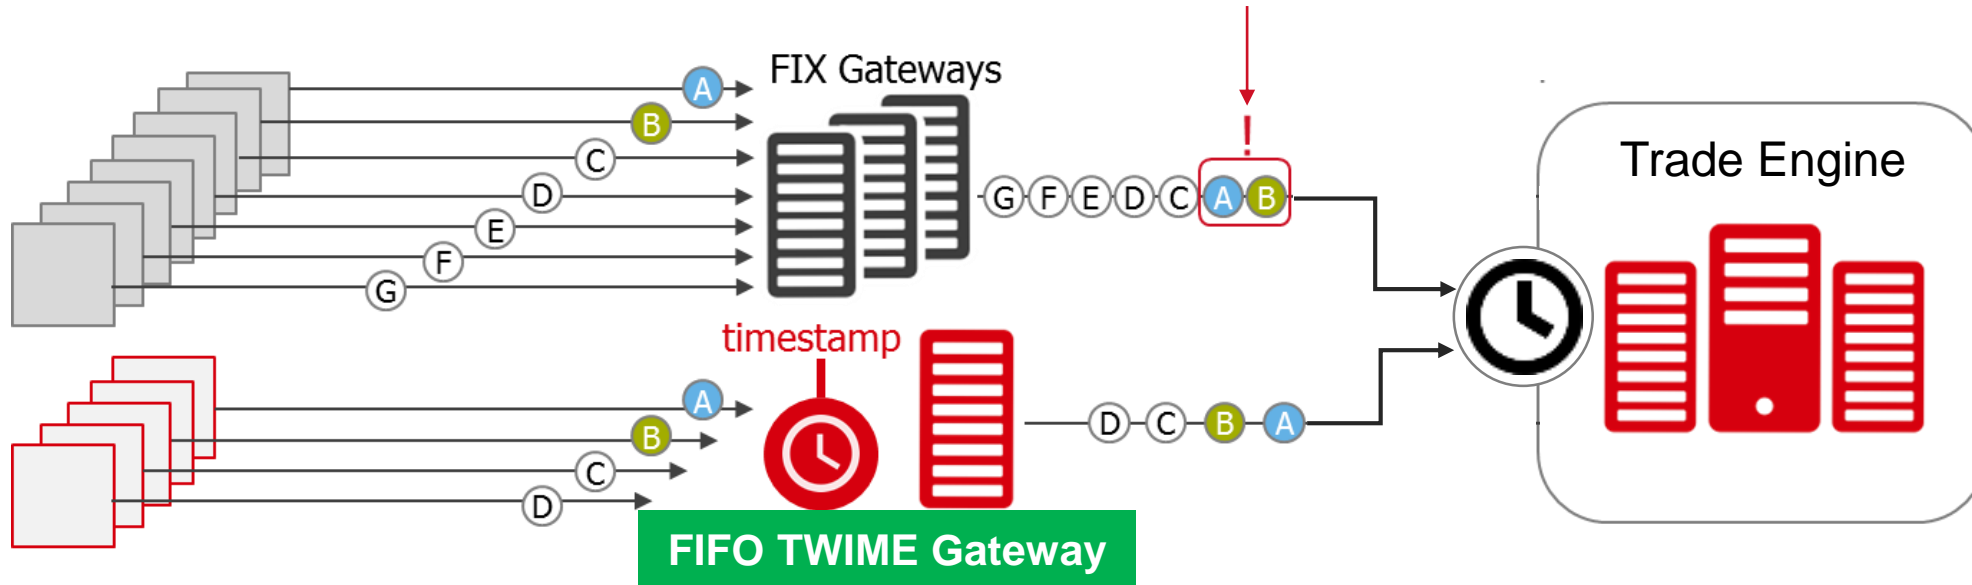 FIX Gateways
A
B
C
D
E
F
G
!
G F E D C A B
Trade Engine
timestamp
A
B
C
D
D C B A
FIFO TWIME Gateway